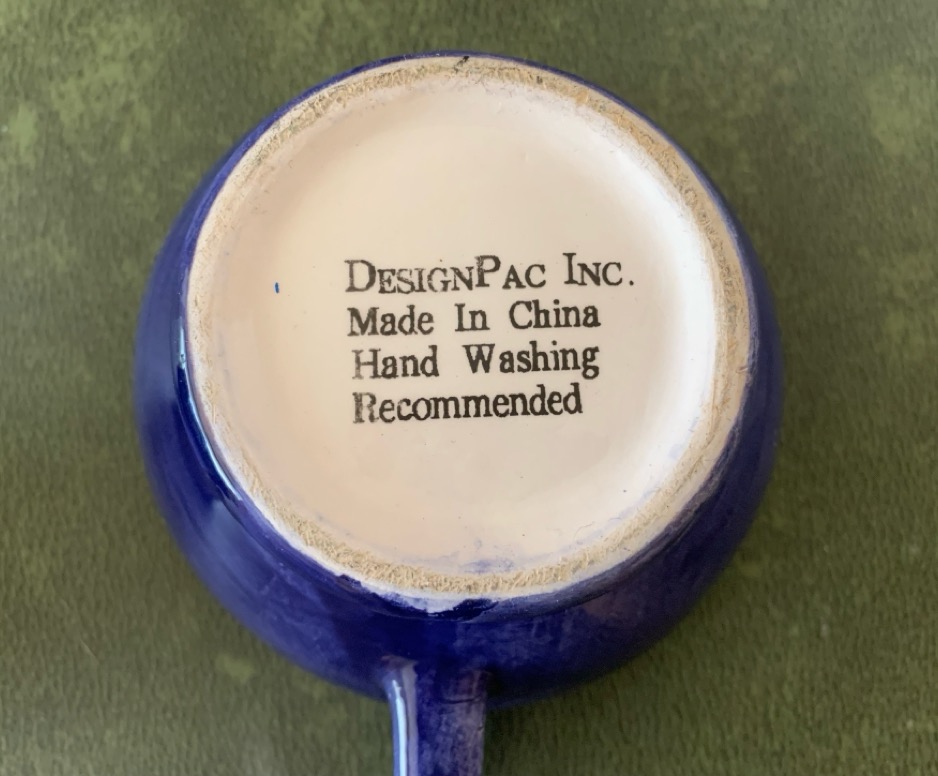 DESIGNPAC INC.
Made In China
Hand Washing
Recommended